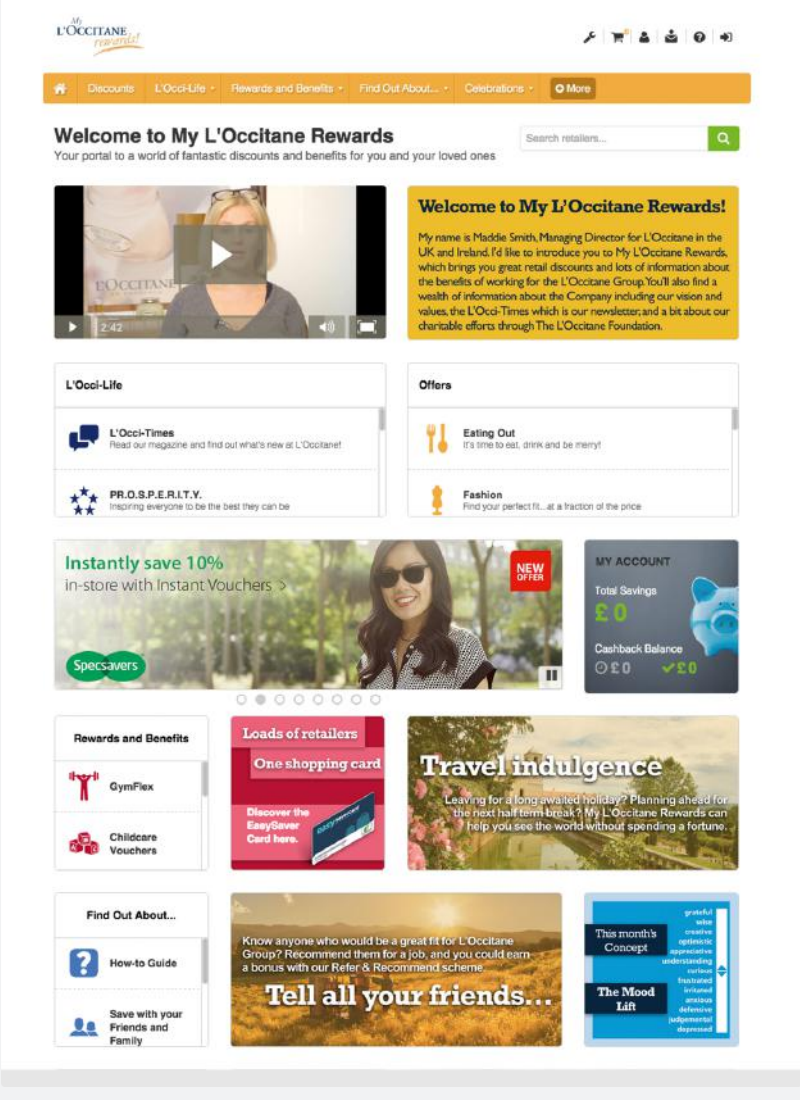 My
L'OCCITANE
rewards!
Discounts
L'Occi-Life
Rewards and Benefits
Find Out About...
Celebrations
More
Welcome to My L'Occitane Rewards
Your portal to a world of fantastic discounts and benefits for you and your loved ones
Search retailers...
L'OCCITANE
2:42
Welcome to My L'Occitane Rewards!
My name is Maddie Smith, Managing Director for L'Occitane in the
UK and Ireland. I'd like to introduce you to My L'Occitane Rewards,
which brings you great retail discounts and lots of information about
the benefits of working for the L'Occitane Group. You'll also find a
wealth of information about the Company including our vision and
values, the L'Occi-Times which is our newsletter, and a bit about our
charitable efforts through The L'Occitane Foundation.
L'Occi-Life
L'Occi-Times
Read our magazine and find out what's new at L'Occitane!
PR.O.S.P.E.R.I.T.Y.
Inspiring everyone to be the best they can be
Offers
Eating Out
It's time to eat, drink and be merry!
Fashion
Find your perfect fit...at a fraction of the price
Instantly save 10%
in-store with Instant Vouchers >
NEW
OFFER
Specsavers
MY ACCOUNT
Total Savings
£0
Cashback Balance
£0 £0
Rewards and Benefits
GymFlex
Childcare
Vouchers
Loads of retailers
One shopping card
Discover the
EasySaver
Card here.
Travel indulgence
Leaving for a long awaited holiday? Planning ahead for
the next half term break? My L'Occitane Rewards can
help you see the world without spending a fortune.
Find Out About...
How-to Guide
Save with your
Friends and
Family
Know anyone who would be a great fit for L'Occitane
Group? Recommend them for a job, and you could earn
a bonus with our Refer & Recommend scheme.
Tell all your friends...
This month's
Concept
The Mood
Lift
grateful
wise
creative
optimistic
appreciative
understanding
curious
frustrated
irritated
anxious
defensive
judgemental
depressed